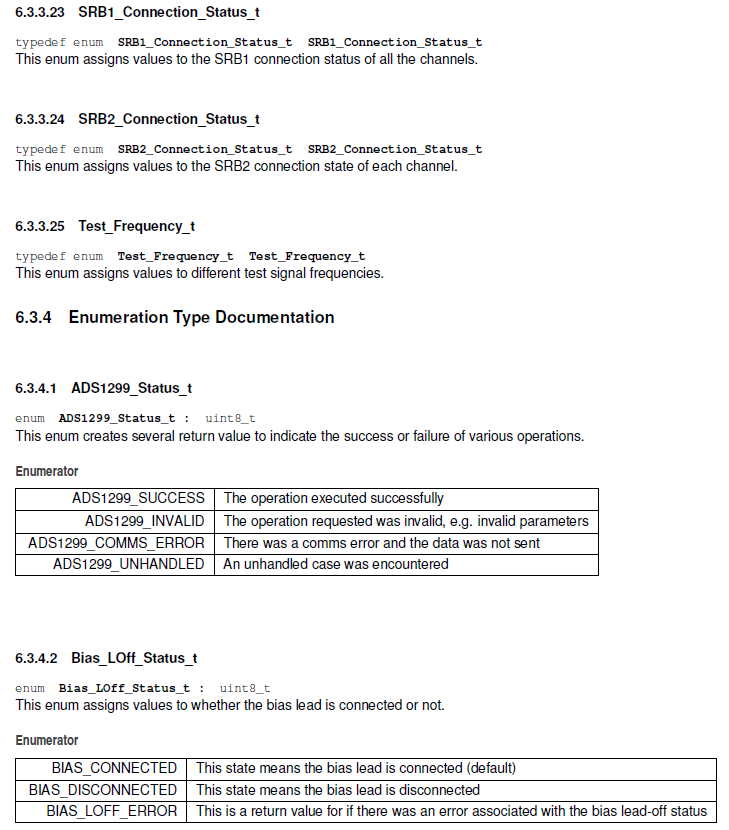 6.3.3.23 SRB1_Connection_Status_t
typedef enum SRB1_Connection_Status_t SRB1_Connection_Status_t
This enum assigns values to the SRB1 connection status of all the channels.
6.3.3.24 SRB2_Connection_Status_t
typedef enum SRB2_Connection_Status_t SRB2_Connection_Status_t
This enum assigns values to the SRB2 connection state of each channel.
6.3.3.25 Test_Frequency_t
typedef enum Test_Frequency_t Test_Frequency_t
This enum assigns values to different test signal frequencies.
6.3.4 Enumeration Type Documentation
6.3.4.1 ADS1299_Status_t
enum ADS1299_Status_t : uint8_t
This enum creates several return value to indicate the success or failure of various operations.
Enumerator
ADS1299_SUCCESS The operation executed successfully
ADS1299_INVALID The operation requested was invalid, e.g. invalid parameters
ADS1299_COMMS_ERROR There was a comms error and the data was not sent
ADS1299_UNHANDLED An unhandled case was encountered
6.3.4.2 Bias_LOff_Status_t
enum Bias_LOff_Status_t : uint8_t
This enum assigns values to whether the bias lead is connected or not.
Enumerator
BIAS_CONNECTED This state means the bias lead is connected (default)
BIAS_DISCONNECTED This state means the bias lead is disconnected
BIAS_LOFF_ERROR This is a return value for if there was an error associated with the bias lead-off status